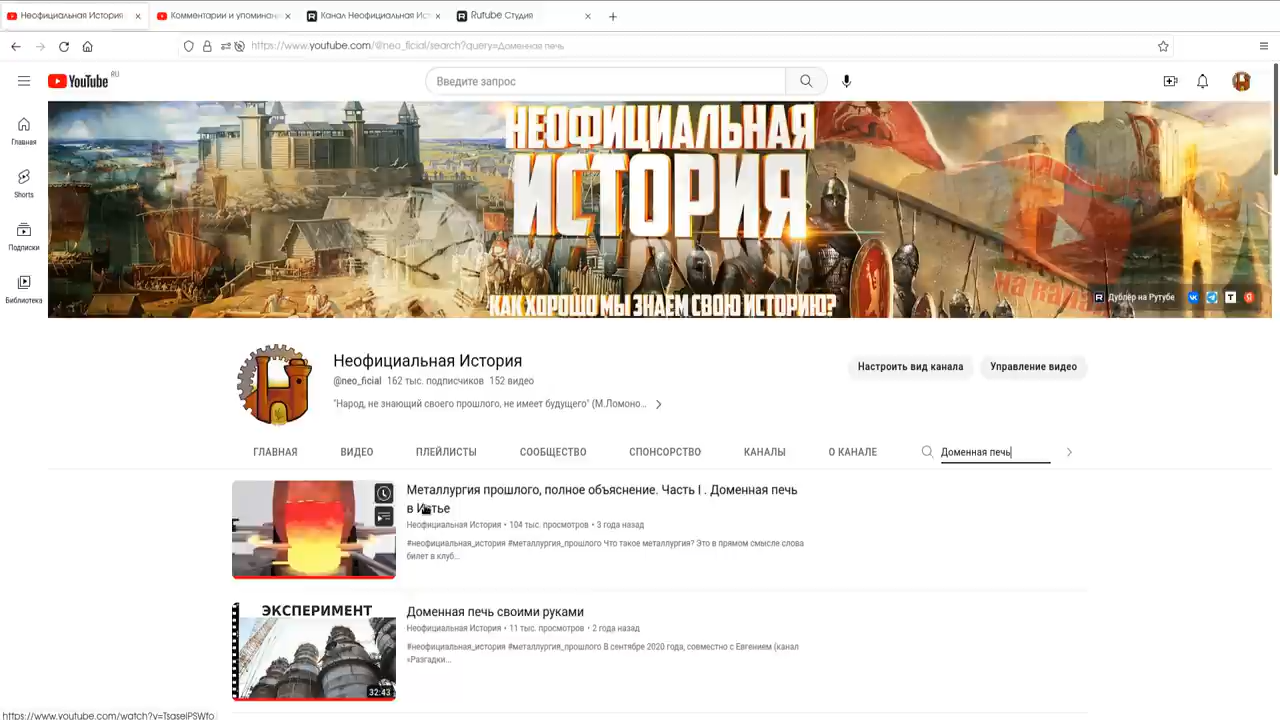 Неофициальная История
Комментарии и упоминан
Канал Неофициальная Ист
Rutube Студия
https://www.youtube.com/@neo_ficial/search?query=Доменная печь
YouTube RU
Введите запрос
Главная
Shorts
Подписки
Библиотека
НЕОФИЦИАЛЬНАЯ
ИСТОРИЯ
КАК ХОРОШО МЫ ЗНАЕМ СВОЮ ИСТОРИЮ?
Дублёр на Рутубе
Неофициальная История
@neo_ficial 162 тыс. подписчиков 152 видео
"Народ, не знающий своего прошлого, не имеет будущего" (М.Ломоно...
Настроить вид канала
Управление видео
ГЛАВНАЯ ВИДЕО ПЛЕЙЛИСТЫ СООБЩЕСТВО СПОНСОРСТВО КАНАЛЫ О КАНАЛЕ Доменная печь
Металлургия прошлого, полное объяснение. Часть I . Доменная печь
в Истье
Неофициальная История • 104 тыс. просмотров • 3 года назад
#неофициальная_история #металлургия_прошлого Что такое металлургия? Это в прямом смысле слова
билет в клуб...
ЭКСПЕРИМЕНТ
32:43
Доменная печь своими руками
Неофициальная История • 11 тыс. просмотров • 2 года назад
#неофициальная_история #металлургия_прошлого В сентябре 2020 года, совместно с Евгением (канал
«Разгадки...